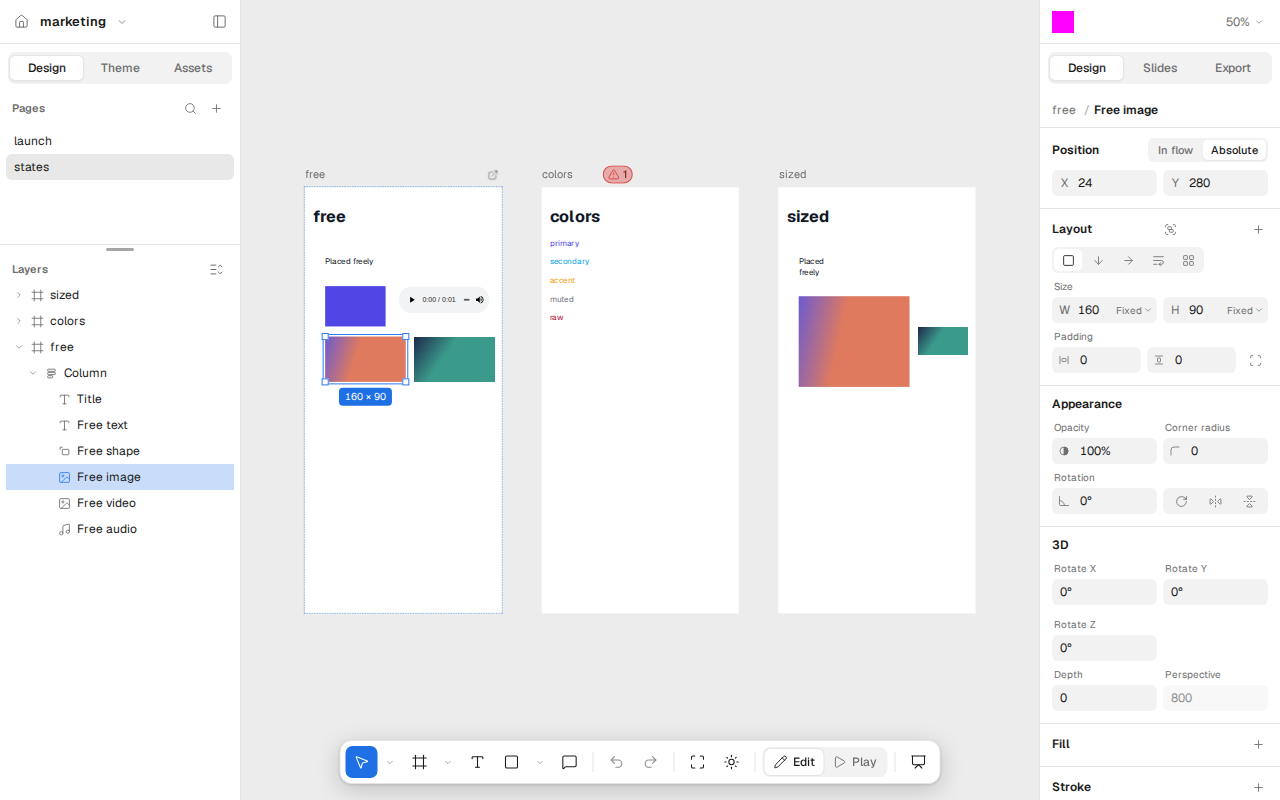 marketing
Design
Theme
Assets
Pages
launch
states
Layers
sized
colors
free
Column
Title
Free text
Free shape
Free image
Free video
Free audio
free
free
Placed freely
0:00 / 0:01
160 × 90
colors
1
colors
primary
secondary
accent
muted
raw
sized
sized
Placed
freely
Edit
Play
50%
Design
Slides
Export
free / Free image
Position
In flow
Absolute
X 24
Y 280
Layout
Size
W 160 Fixed
H 90 Fixed
Padding
0
0
Appearance
Opacity
Corner radius
100%
0
Rotation
0°
3D
Rotate X
Rotate Y
0°
0°
Rotate Z
0°
Depth
Perspective
0
800
Fill
Stroke